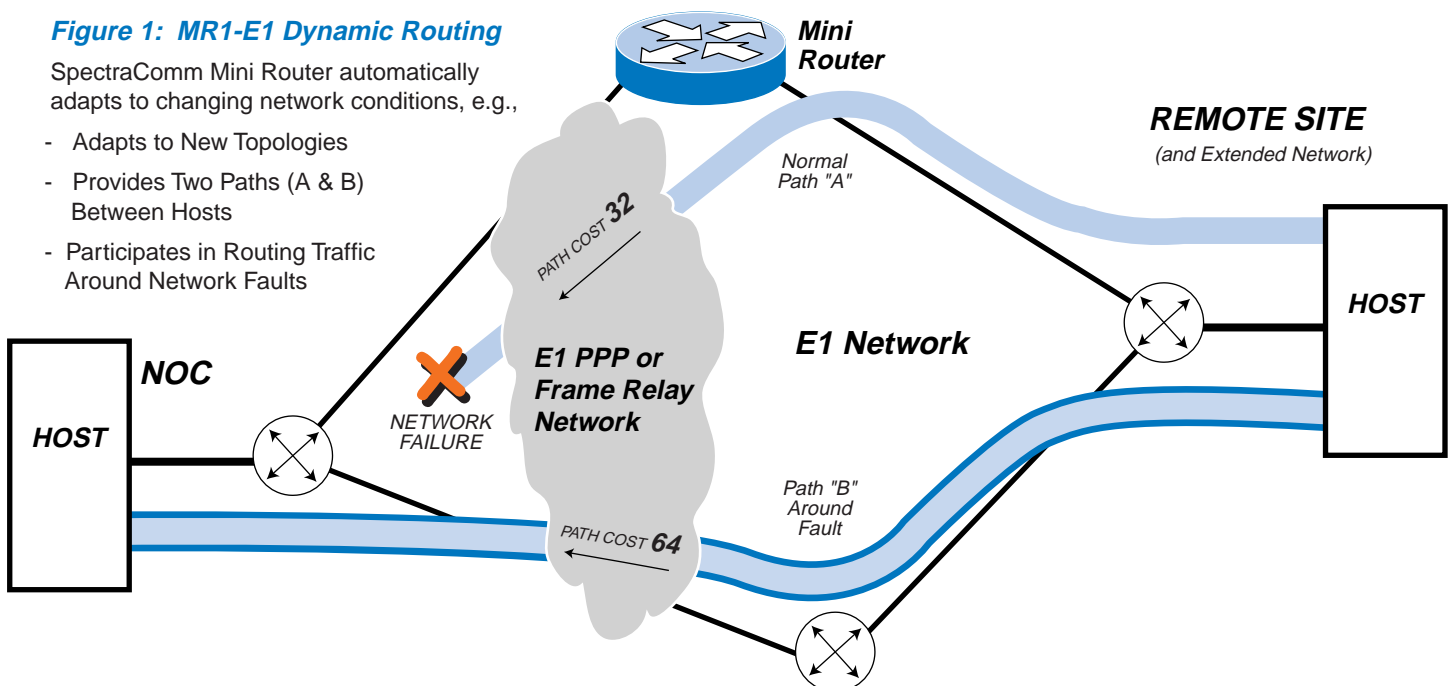 Figure 1: MR1-E1 Dynamic Routing
SpectraComm Mini Router automatically
adapts to changing network conditions, e.g.,
- Adapts to New Topologies
- Provides Two Paths (A & B)
Between Hosts
- Participates in Routing Traffic
Around Network Faults
Mini
Router
REMOTE SITE
(and Extended Network)
Normal
Path "A"
PATH COST 32
HOST
E1 Network
E1 PPP or
Frame Relay
Network
NOC
HOST
NETWORK
FAILURE
Path "B"
Around
Fault
PATH COST 64